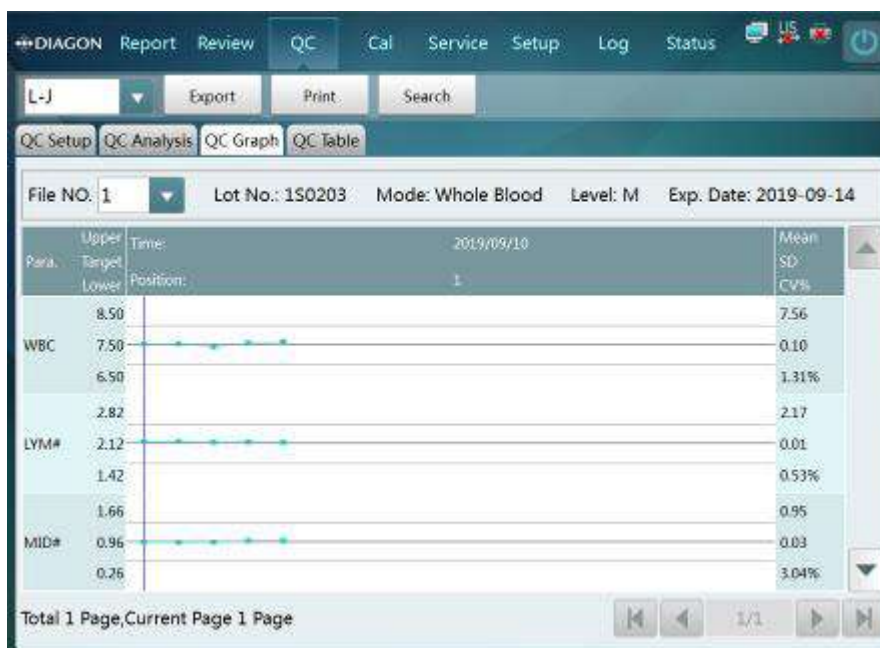 DIAGON Report Review QC Cal Service Setup Log Status US
L-J Export Print Search
QC Setup QC Analysis QC Graph QC Table
File NO. 1 Lot No.: 1S0203 Mode: Whole Blood Level: M Exp. Date: 2019-09-14
Upper Time: 2019/09/10 Mean
Para. Target SD
Lower Position: 1 CV%
8.50 7.56
WBC 7.50 0.10
6.50 1.31%
2.82 2.17
LYM# 2.12 0.01
1.42 0.53%
1.66 0.95
MID# 0.96 0.03
0.26 3.04%
Total 1 Page,Current Page 1 Page 1/1